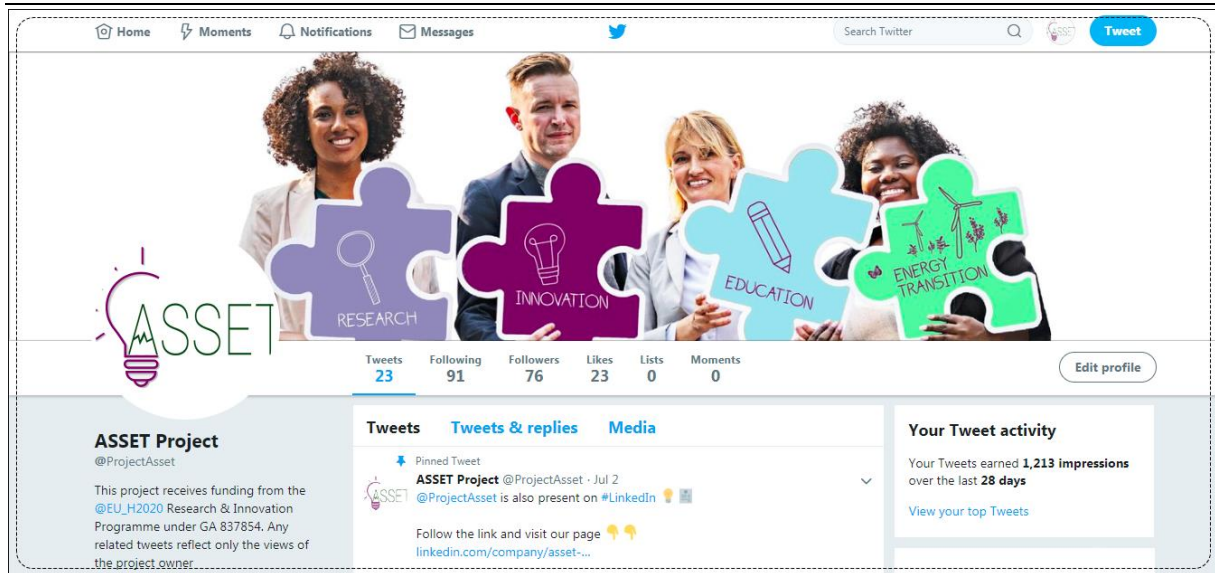 Home Moments Notifications Messages Search Twitter ASSET Tweet
RESEARCH
INNOVATION
EDUCATION
ENERGY
TRANSITION
ASSET
Tweets Following Followers Likes Lists Moments
23 91 76 23 0 0
Edit profile
ASSET Project
@ProjectAsset
This project receives funding from the
@EU_H2020 Research & Innovation
Programme under GA 837854. Any
related tweets reflect only the views of
the project owner
Tweets Tweets & replies Media
Pinned Tweet
ASSET Project @ProjectAsset · Jul 2
ASSET
@ProjectAsset is also present on #LinkedIn
Follow the link and visit our page
linkedin.com/company/asset-...
Your Tweet activity
Your Tweets earned 1,213 impressions
over the last 28 days
View your top Tweets